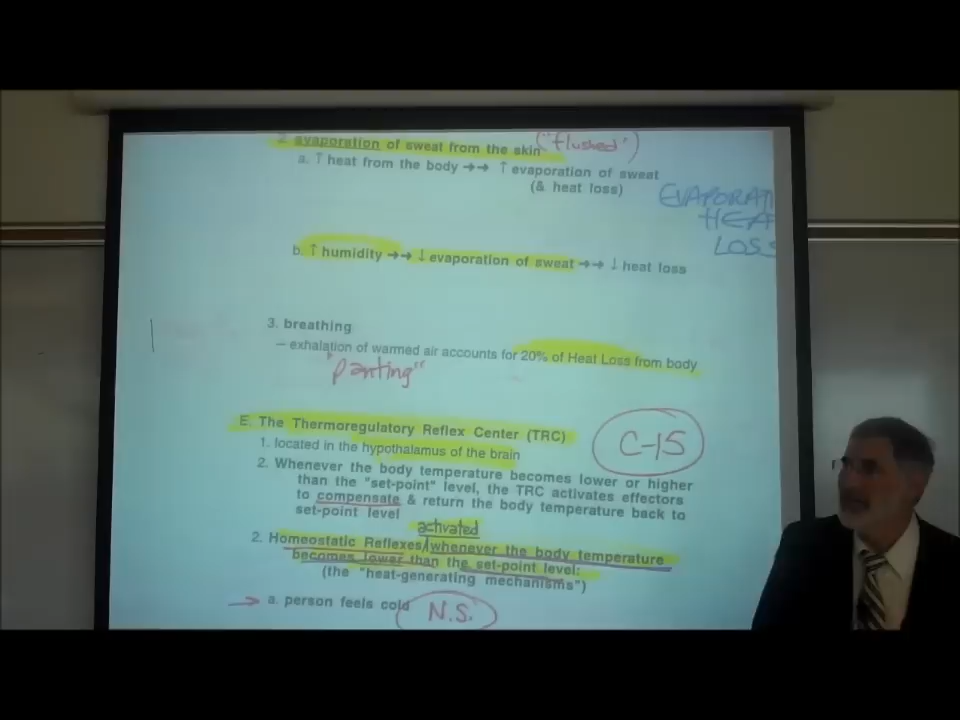 2. evaporation of sweat from the skin ("flushed")
a. ↑ heat from the body →→ ↑ evaporation of sweat
(& heat loss)
EVAPORATI
HEA
LOSS
b. ↑ humidity →→ ↓ evaporation of sweat →→ ↓ heat loss
3. breathing
– exhalation of warmed air accounts for 20% of Heat Loss from body
"panting"
E. The Thermoregulatory Reflex Center (TRC)
C-15
1. located in the hypothalamus of the brain
2. Whenever the body temperature becomes lower or higher
than the "set-point" level, the TRC activates effectors
to compensate & return the body temperature back to
set-point level
activated
2. Homeostatic Reflexes/whenever the body temperature
becomes lower than the set-point level:
(the "heat-generating mechanisms")
→ a. person feels cold N.S.